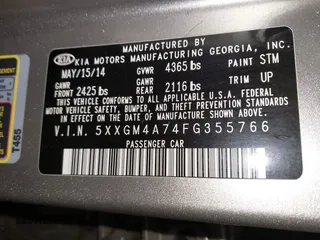 MANUFACTURED BY
KIA KIA MOTORS MANUFACTURING GEORGIA, INC.
MAY/15/14 GVWR 4365 lbs PAINT STM
GAWR FRONT 2425 lbs GAWR REAR 2116 lbs TRIM UP
THIS VEHICLE CONFORMS TO ALL APPLICABLE U.S.A. FEDERAL
MOTOR VEHICLE SAFETY, BUMPER, AND THEFT PREVENTION
STANDARDS IN EFFECT ON THE DATE OF MANUFACTURE SHOWN ABOVE.
V.I.N. 5XXGM4A74FG355766
PASSENGER CAR
T455